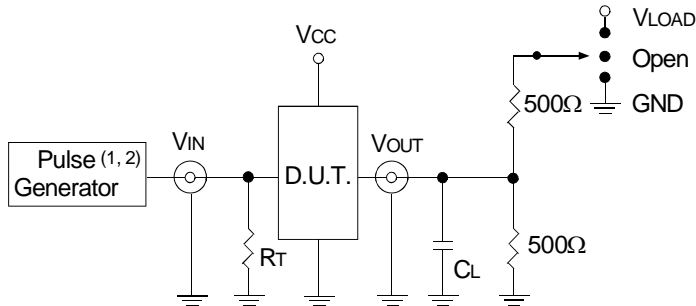 VLOAD
VCC
Open
500Ω
GND
VIN
VOUT
Pulse (1, 2)
Generator
D.U.T.
RT
CL
500Ω